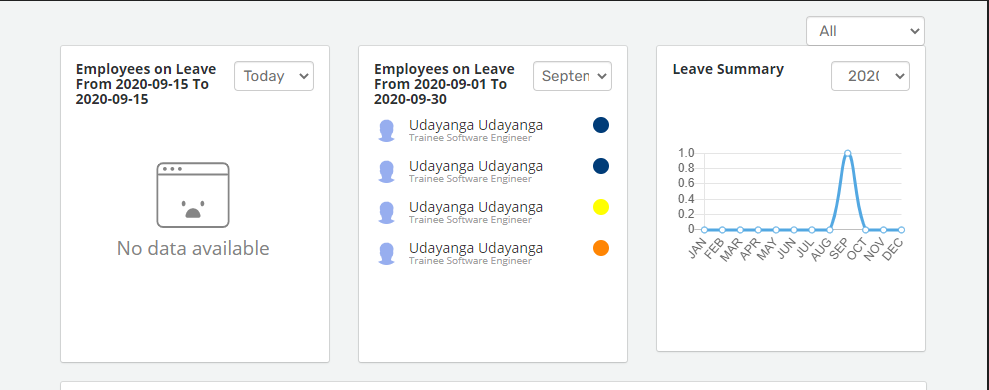 All
Employees on Leave
From 2020-09-15 To
2020-09-15
Today
No data available
Employees on Leave
From 2020-09-01 To
2020-09-30
Septen
Udayanga Udayanga
Trainee Software Engineer
Udayanga Udayanga
Trainee Software Engineer
Udayanga Udayanga
Trainee Software Engineer
Udayanga Udayanga
Trainee Software Engineer
Leave Summary
202(
1.0
0.8
0.6
0.4
0.2
0
JAN FEB MAR APR MAY JUN JUL AUG SEP OCT NOV DEC